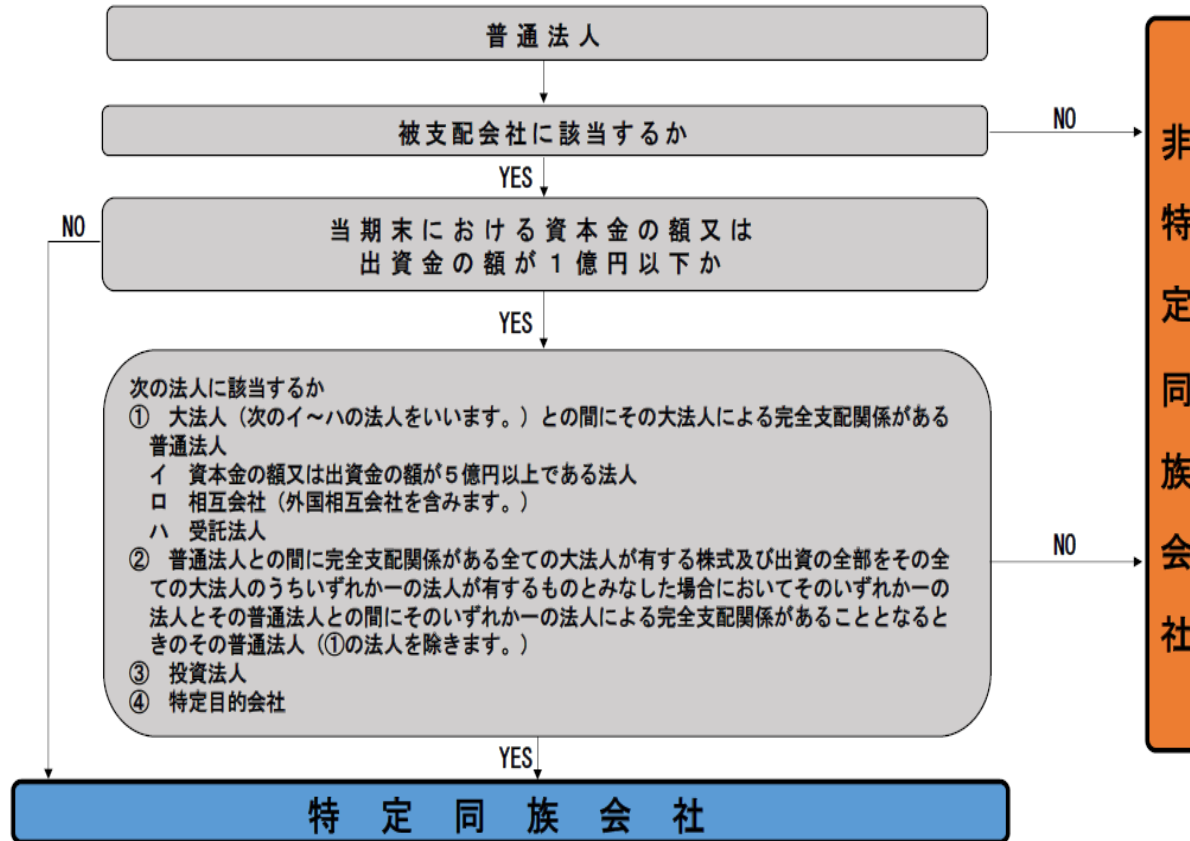 普通法人
被支配会社に該当するか
NO
YES
NO
当期末における資本金の額又は
出資金の額が１億円以下か
YES
次の法人に該当するか
①　大法人（次のイ～ハの法人をいいます。）との間にその大法人による完全支配関係がある
普通法人
イ　資本金の額又は出資金の額が５億円以上である法人
ロ　相互会社（外国相互会社を含みます。）
ハ　受託法人
②　普通法人との間に完全支配関係がある全ての大法人が有する株式及び出資の全部をその全
ての大法人のうちいずれか一の法人が有するものとみなした場合においてそのいずれか一の
法人とその普通法人との間にそのいずれか一の法人による完全支配関係があることとなると
きのその普通法人（①の法人を除きます。）
③　投資法人
④　特定目的会社
NO
YES
特定同族会社
非特定同族会社